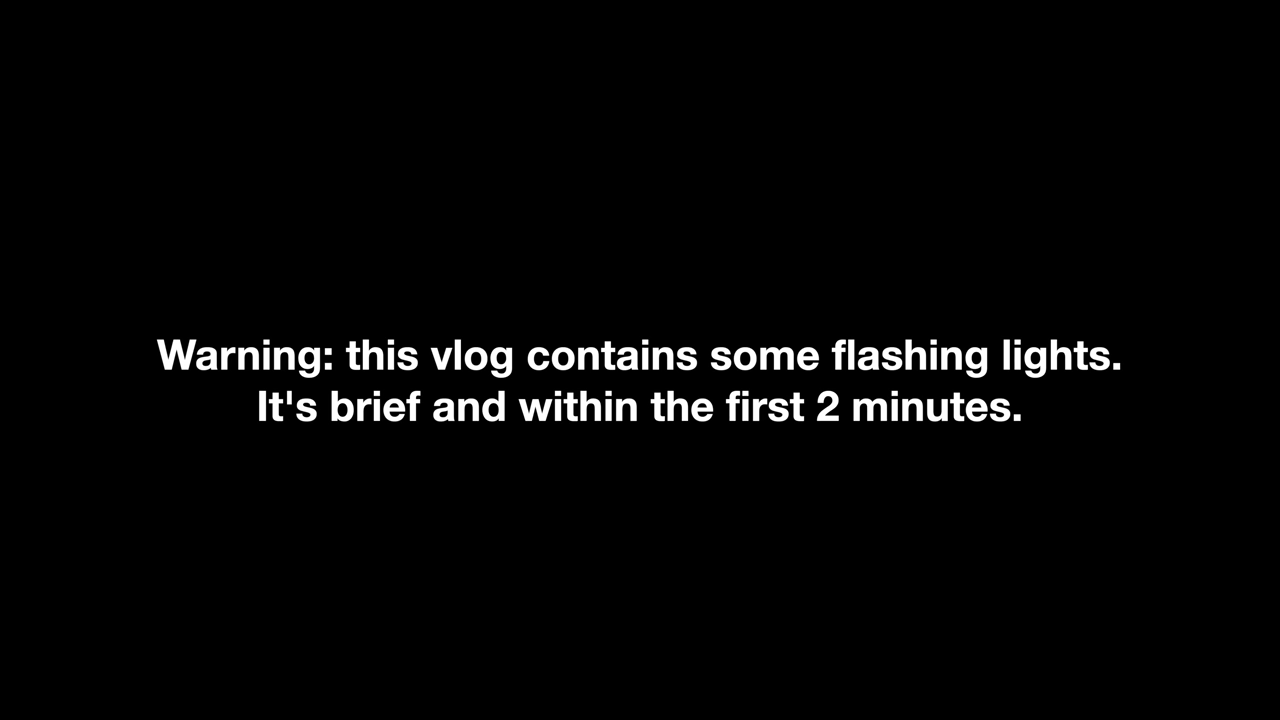 Warning: this vlog contains some flashing lights.
It's brief and within the first 2 minutes.